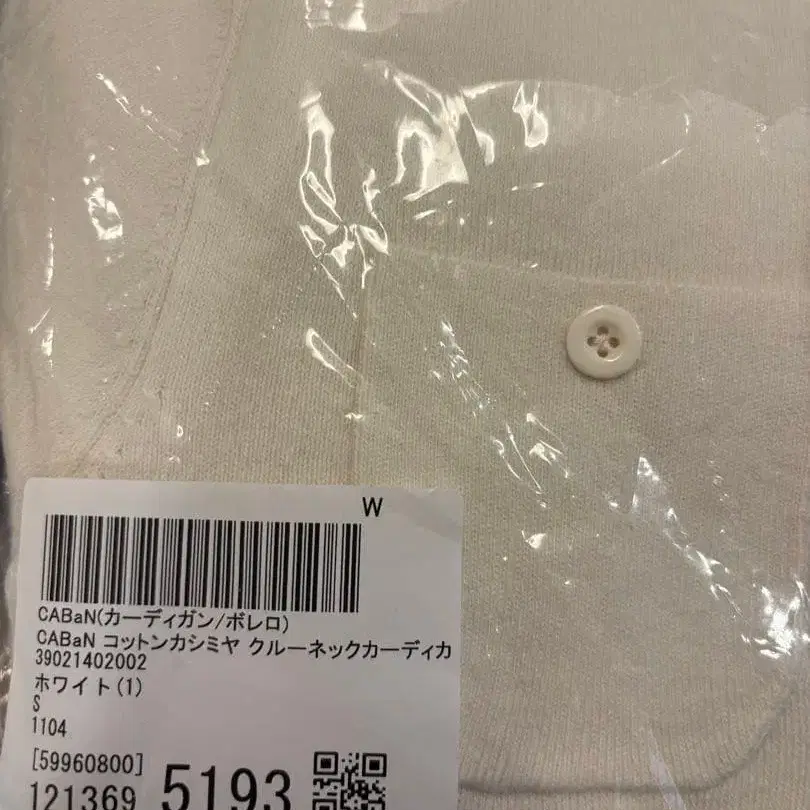 W
CABaN(カーディガン/ボレロ)
CABaN コットンカシミヤ クルーネックカーディカ
39021402002
ホワイト(1)
S
1104
[59960800]
121369 5193